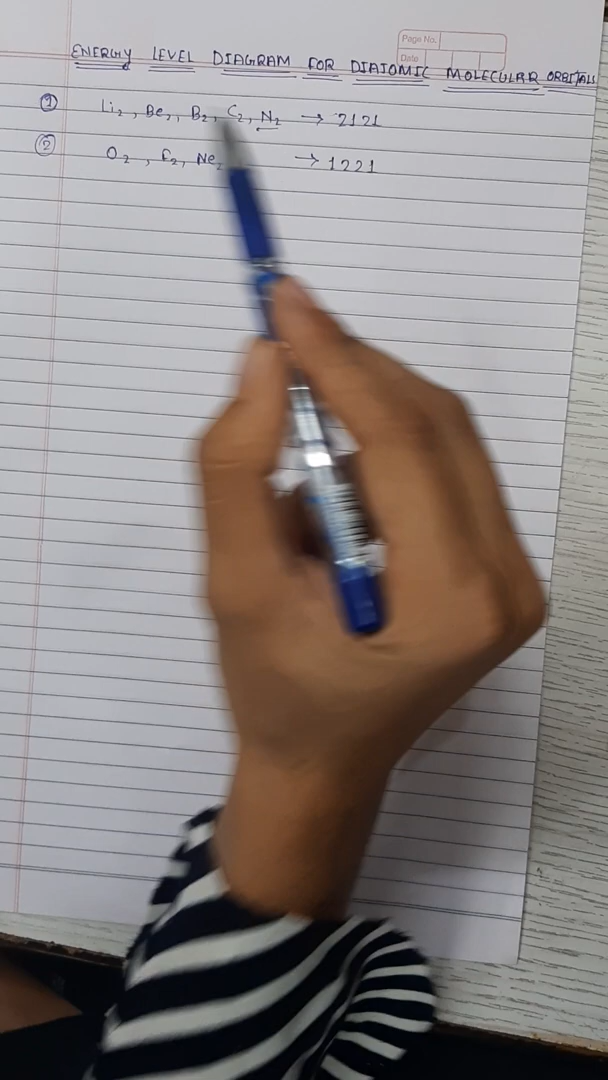 Page No.
Date
ENERGY LEVEL DIAGRAM FOR DIATOMIC MOLECULAR ORBITALS
① Li₂, Be₂, B₂, C₂, N₂ → 2121
② O₂, F₂, Ne₂ → 1221